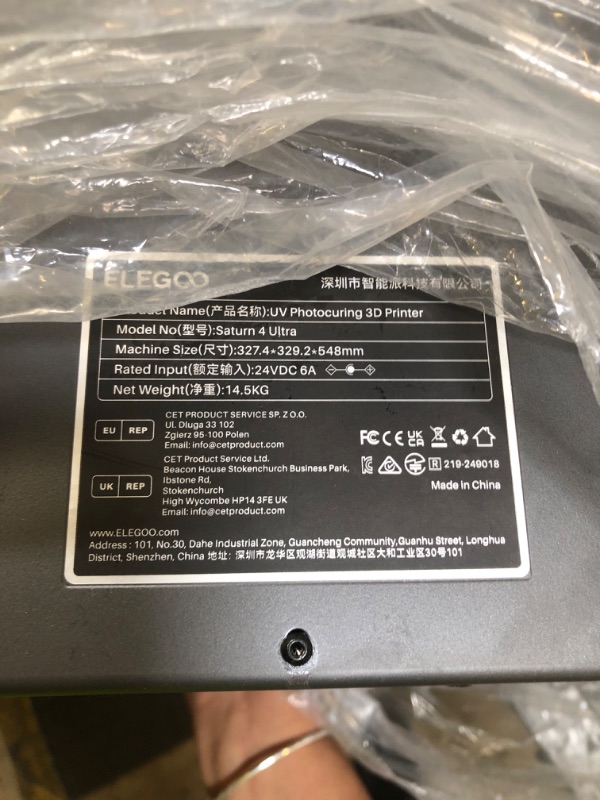 ELEGOO
深圳市智能派科技有限公司
Name(产品名称):UV Photocuring 3D Printer
Model No(型号):Saturn 4 Ultra
Machine Size(尺寸):327.4*329.2*548mm
Rated Input(额定输入):24VDC 6A
Net Weight(净重):14.5KG
EU REP
CET PRODUCT SERVICE SP. Z O.O.
Ul. Dluga 33 102
Zgierz 95-100 Polen
Email: info@cetproduct.com
UK REP
CET Product Service Ltd.
Beacon House Stokenchurch Business Park,
Ibstone Rd,
Stokenchurch
High Wycombe HP14 3FE UK
Email: info@cetproduct.com
FC CE UK CA
R 219-249018
Made in China
www.ELEGOO.com
Address : 101, No.30, Dahe Industrial Zone, Guancheng Community,Guanhu Street, Longhua
District, Shenzhen, China 地址: 深圳市龙华区观湖街道观城社区大和工业区30号101